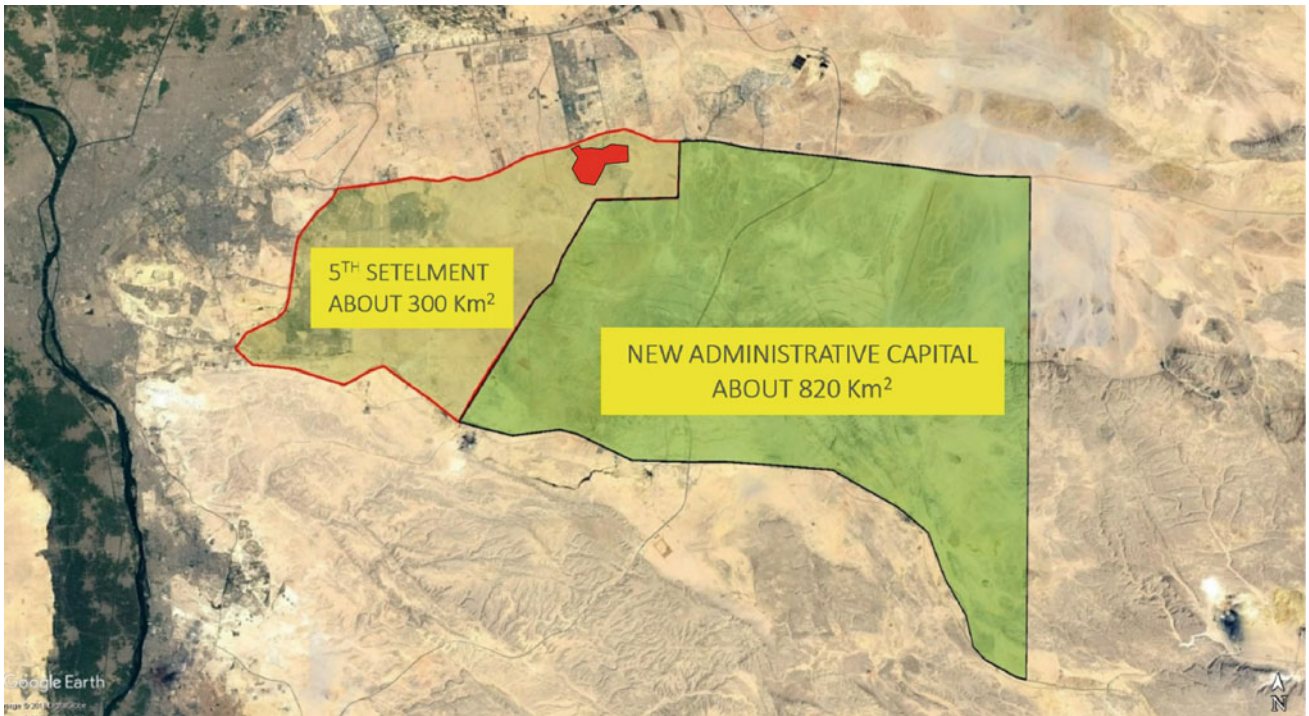 5TH SETELMENT
ABOUT 300 Km²
NEW ADMINISTRATIVE CAPITAL
ABOUT 820 Km²
Google Earth
N